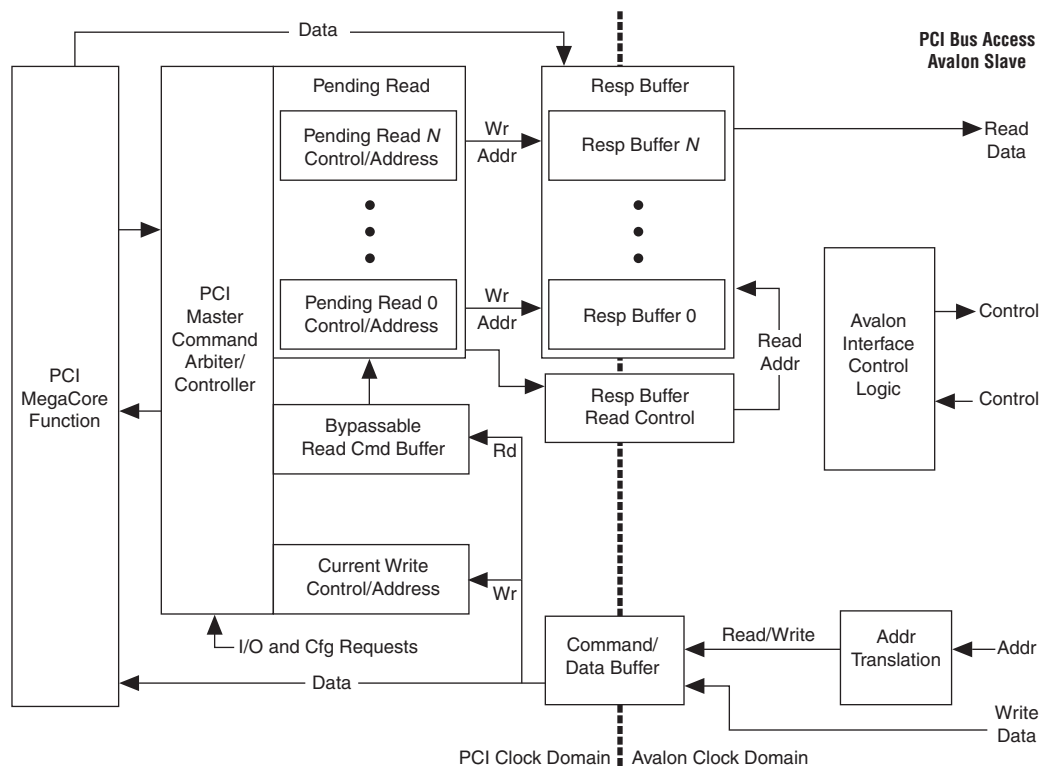 Data
PCI Bus Access
Avalon Slave
Pending Read
Resp Buffer
Pending Read N
Control/Address
Wr
Addr
Resp Buffer N
Read
Data
PCI
MegaCore
Function
PCI
Master
Command
Arbiter/
Controller
Pending Read 0
Control/Address
Wr
Addr
Resp Buffer 0
Read
Addr
Avalon
Interface
Control
Logic
Control
Control
Resp Buffer
Read Control
Bypassable
Read Cmd Buffer
Rd
Current Write
Control/Address
Wr
I/O and Cfg Requests
Data
Command/
Data Buffer
Read/Write
Addr
Translation
Addr
Write
Data
PCI Clock Domain
Avalon Clock Domain